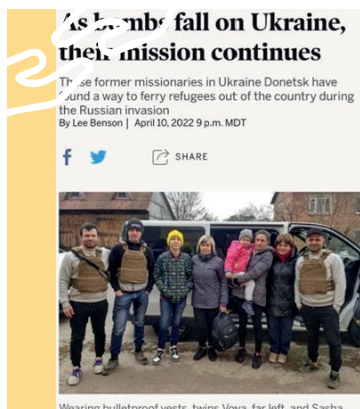 As bombs fall on Ukraine,
their mission continues
These former missionaries in Ukraine Donetsk have
found a way to ferry refugees out of the country during
the Russian invasion
By Lee Benson | April 10, 2022 9 p.m. MDT
f
SHARE
Wearing bulletproof vests, twins Vova, far left, and Sasha